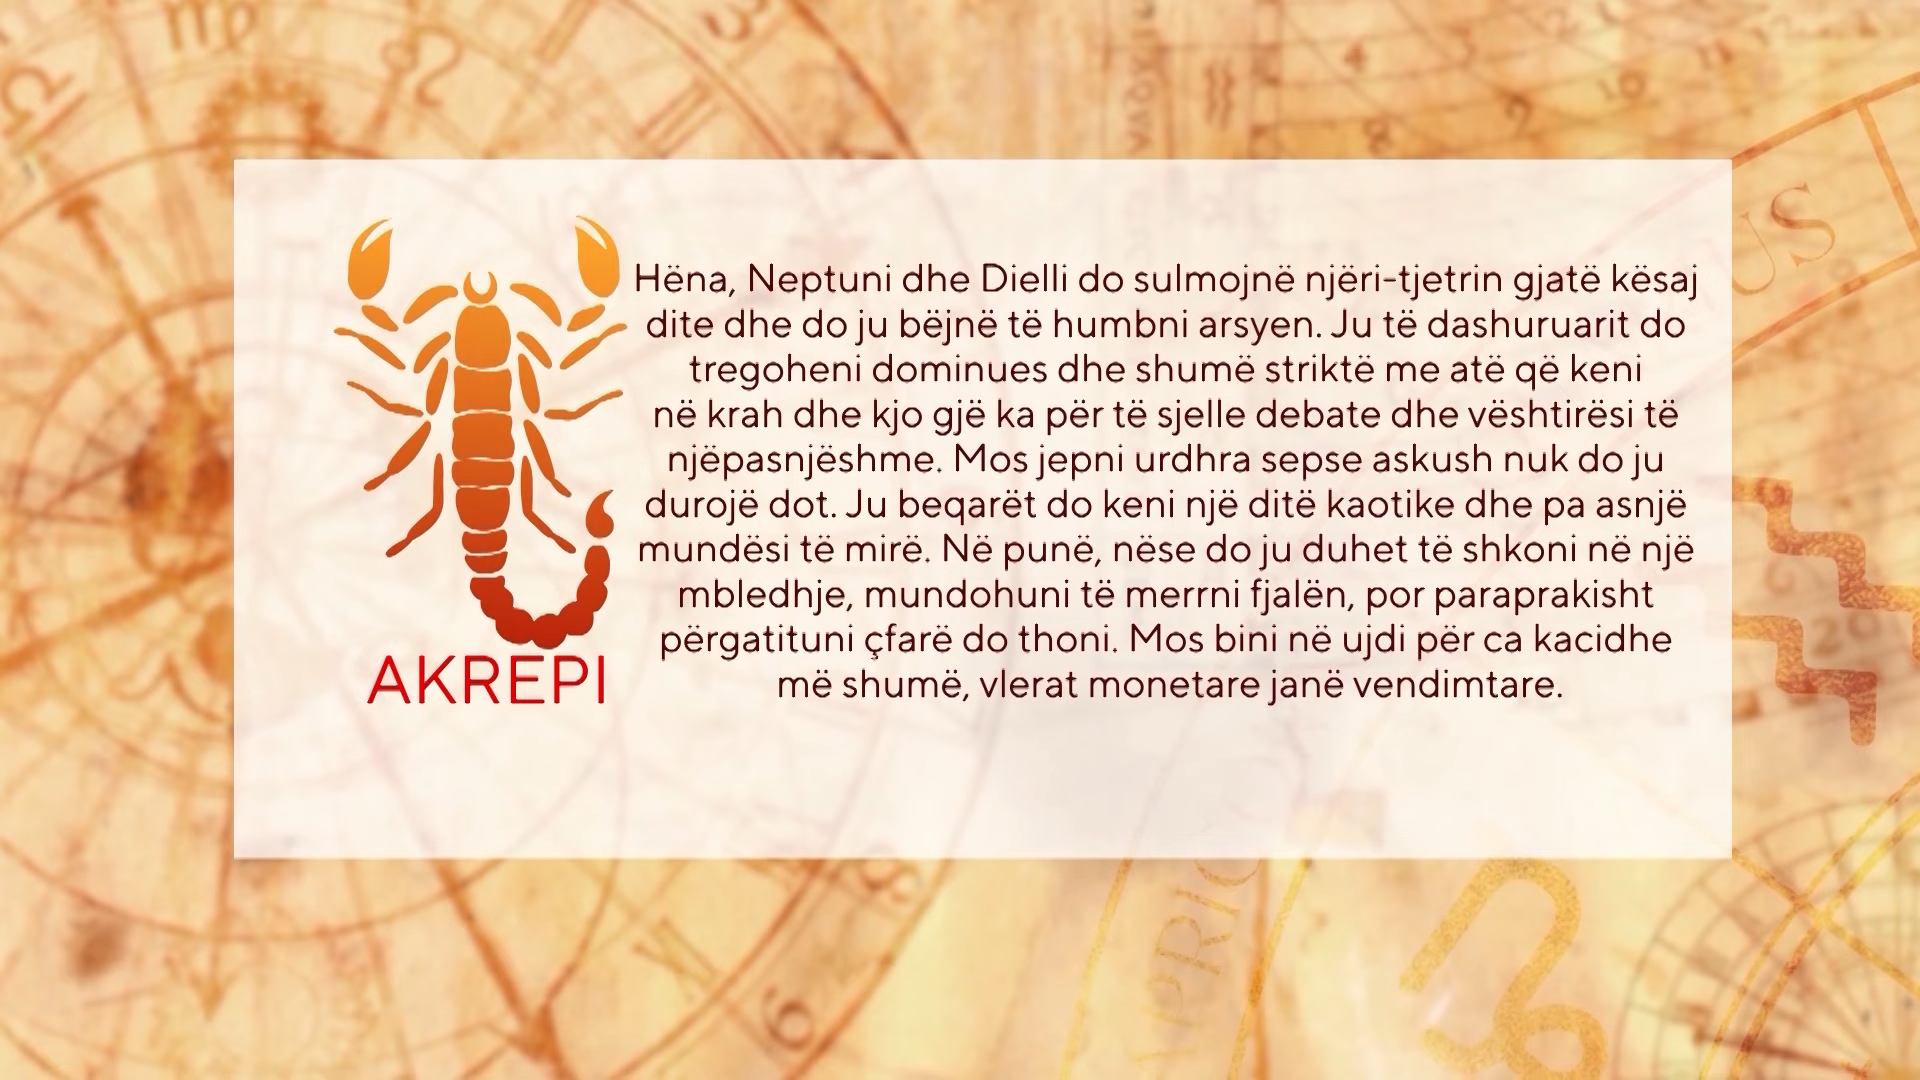 Hëna, Neptuni dhe Dielli do sulmojnë njëri-tjetrin gjatë kësaj
dite dhe do ju bëjnë të humbni arsyen. Ju të dashuruarit do
tregoheni dominues dhe shumë striktë me atë që keni
në krah dhe kjo gjë ka për të sjelle debate dhe vështirësi të
njëpasnjëshme. Mos jepni urdhra sepse askush nuk do ju
durojë dot. Ju beqarët do keni një ditë kaotike dhe pa asnjë
mundësi të mirë. Në punë, nëse do ju duhet të shkoni në një
mbledhje, mundohuni të merrni fjalën, por paraprakisht
përgatituni çfarë do thoni. Mos bini në ujdi për ca kacidhe
më shumë, vlerat monetare janë vendimtare.
AKREPI